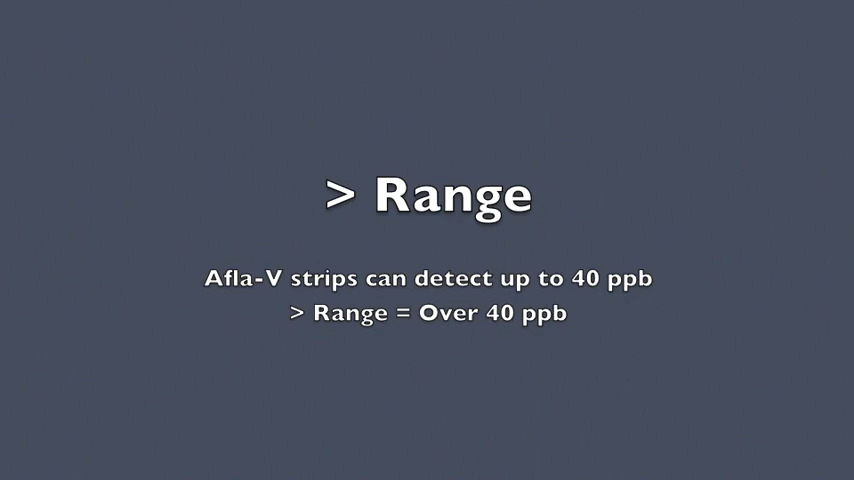 > Range
Afla-V strips can detect up to 40 ppb
> Range = Over 40 ppb